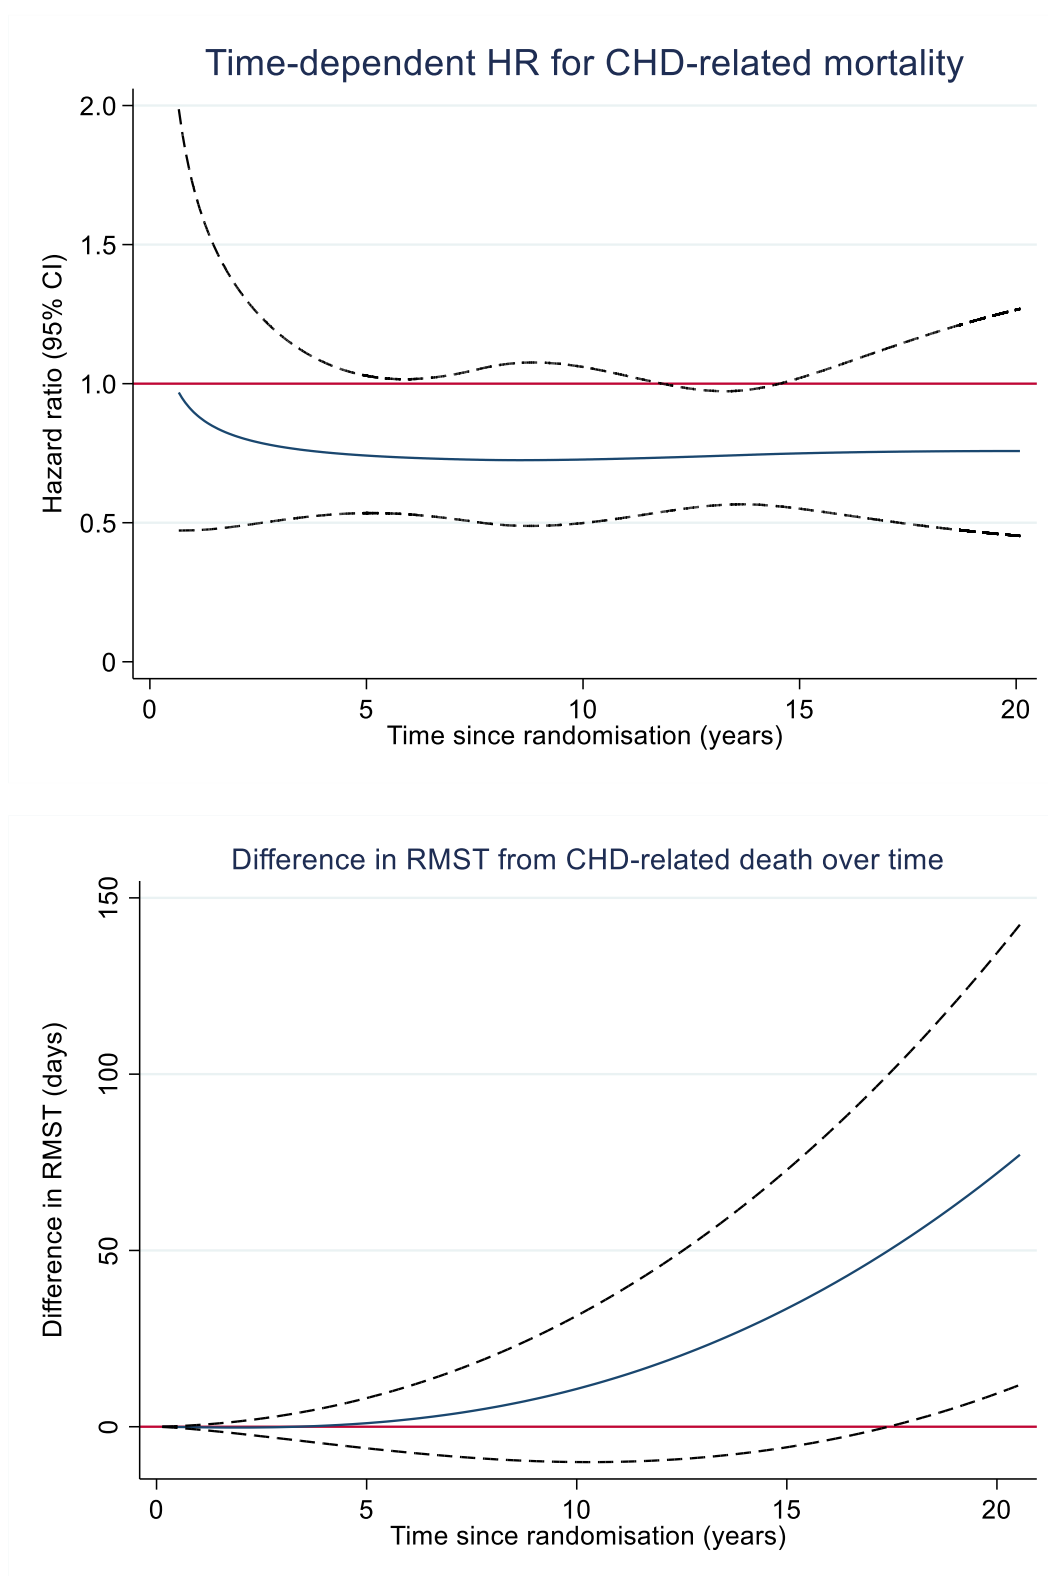 Time-dependent HR for CHD-related mortality
2.0
1.5
1.0
0.5
0
Hazard ratio (95% CI)
0 5 10 15 20
Time since randomisation (years)
Difference in RMST from CHD-related death over time
150
100
50
0
Difference in RMST (days)
0 5 10 15 20
Time since randomisation (years)